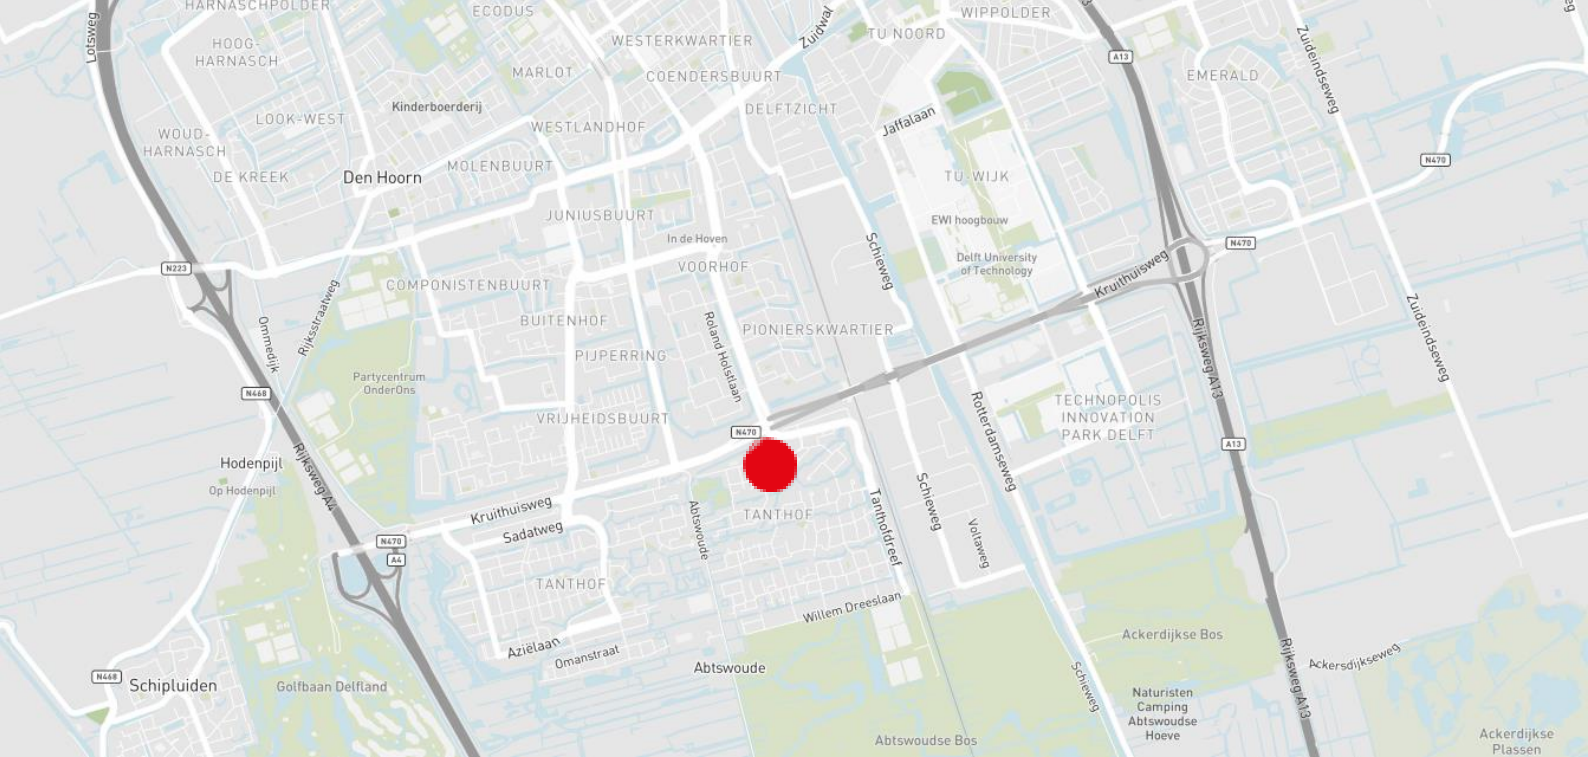 HARNASCHPOLDER
ECODUS
WIPPOLDER
Lotsweg
HOOG-
HARNASCH
WESTERKWARTIER
Zuidwal
TU NOORD
A13
Zuideindseweg
MARLOT
COENDERSBUURT
EMERALD
Kinderboerderij
DELFTZICHT
LOOK-WEST
WESTLANDHOF
Jaffalaan
WOUD-
HARNASCH
N470
MOLENBUURT
DE KREEK
Den Hoorn
TU-WIJK
JUNIUSBUURT
EWI hoogbouw
In de Hoven
Schieweg
N470
N223
VOORHOF
Delft University
of Technology
Kruithuisweg
COMPONISTENBUURT
Rijksstraatweg
Ommedijk
BUITENHOF
Roland Holstlaan
PIONIERSKWARTIER
Rijksweg A13
Zuideindseweg
PIJPERRING
Partycentrum
OnderOns
N468
TECHNOPOLIS
INNOVATION
PARK DELFT
VRIJHEIDSBUURT
N470
Rotterdamseweg
A13
Hodenpijl
Rijksweg A4
Op Hodenpijl
Kruithuisweg
Abtswoude
TANTHOF
Tanthofdreef
Schieweg
Voltaweg
Sadatweg
N470
A4
TANTHOF
Willem Dreeslaan
Aziëlaan
Omanstraat
Abtswoude
Ackerdijkse Bos
Rijksweg A13
Ackersdijkseweg
N468
Schipluiden
Golfbaan Delfland
Schieweg
Naturisten
Camping
Abtswoudse
Hoeve
Abtswoudse Bos
Ackerdijkse
Plassen